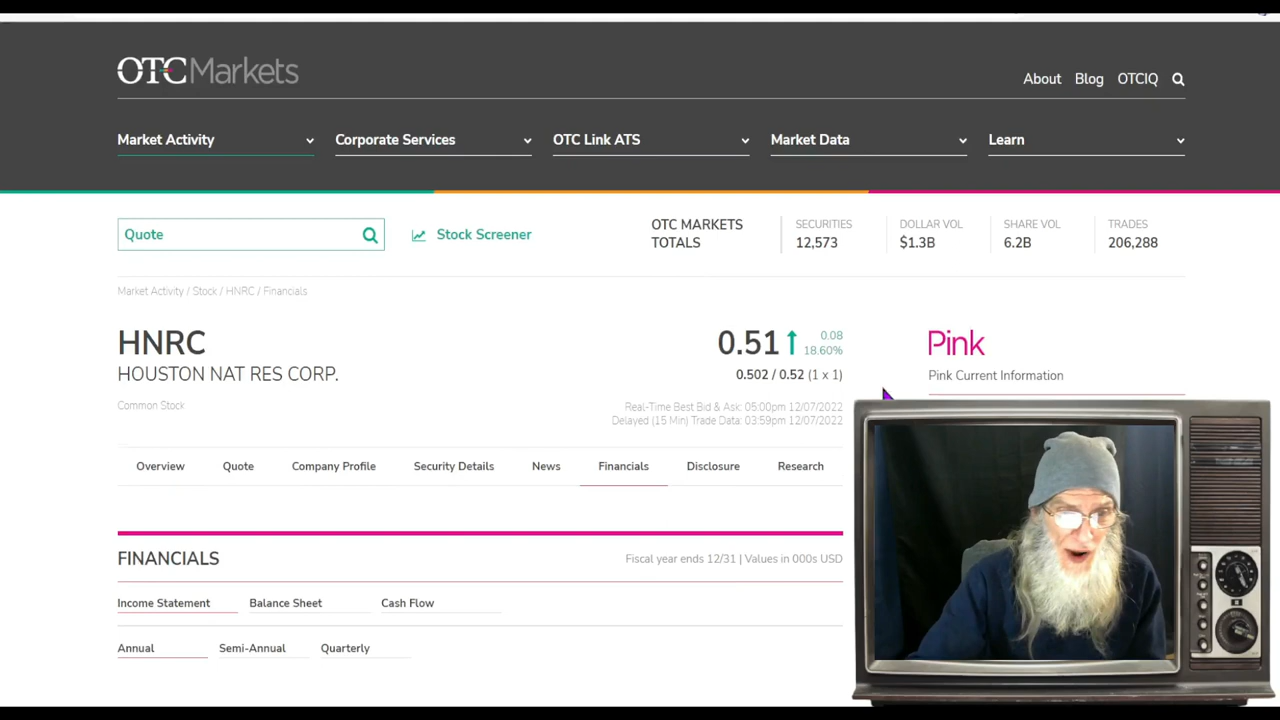 OTCMarkets
About Blog OTCIQ
Market Activity Corporate Services OTC Link ATS Market Data Learn
Quote
Stock Screener
OTC MARKETS
TOTALS
SECURITIES
12,573
DOLLAR VOL
$1.3B
SHARE VOL
6.2B
TRADES
206,288
Market Activity / Stock / HNRC / Financials
HNRC
HOUSTON NAT RES CORP.
Common Stock
0.51
0.08
18.60%
0.502 / 0.52 (1 x 1)
Real-Time Best Bid & Ask: 05:00pm 12/07/2022
Delayed (15 Min) Trade Data: 03:59pm 12/07/2022
Pink
Pink Current Information
Overview Quote Company Profile Security Details News Financials Disclosure Research
FINANCIALS
Fiscal year ends 12/31 | Values in 000s USD
Income Statement Balance Sheet Cash Flow
Annual Semi-Annual Quarterly